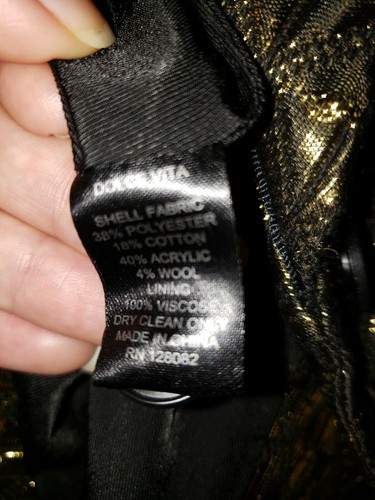 DOLCE VITA
SHELL FABRIC
38% POLYESTER
18% COTTON
40% ACRYLIC
4% WOOL
LINING
100% VISCOSE
DRY CLEAN ONLY
MADE IN CHINA
RN 128082